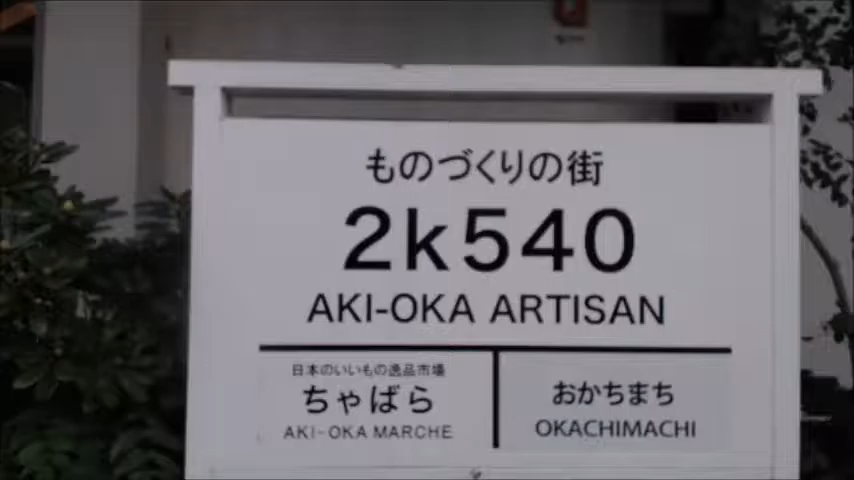 ものづくりの街
2k540
AKI-OKA ARTISAN
日本のいいもの逸品市場
ちゃばら
AKI-OKA MARCHE
おかちまち
OKACHIMACHI